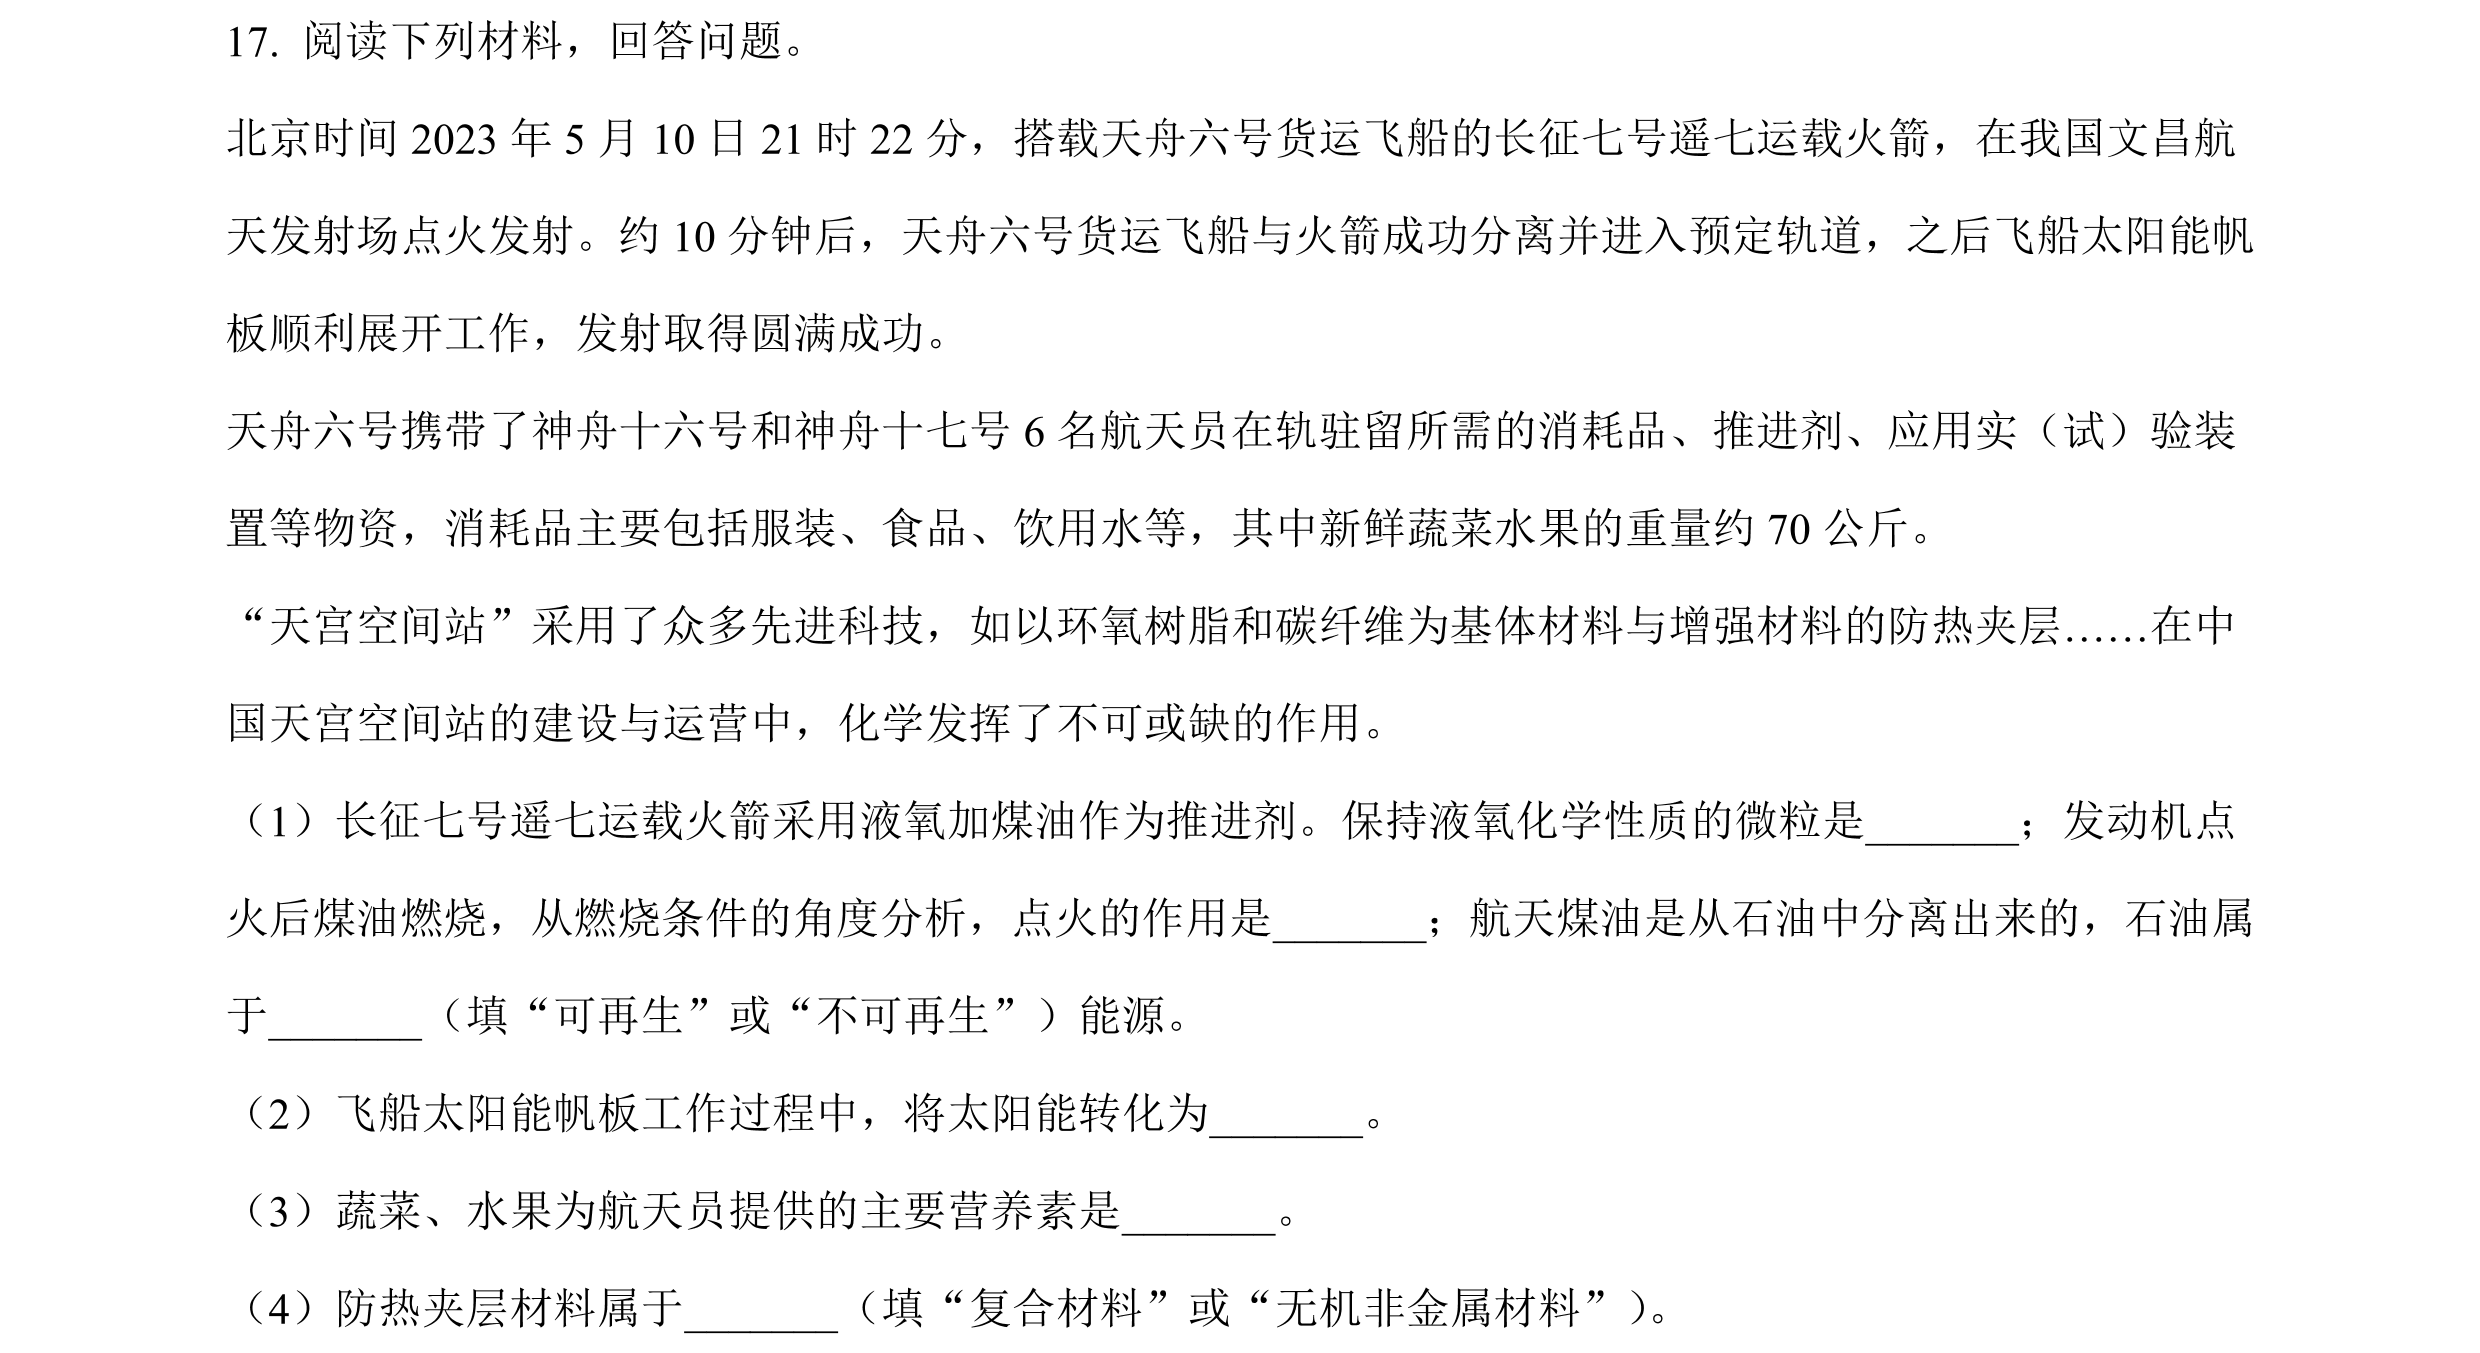 17. 阅读下列材料，回答问题。
北京时间 2023 年 5 月 10 日 21 时 22 分，搭载天舟六号货运飞船的长征七号遥七运载火箭，在我国文昌航
天发射场点火发射。约 10 分钟后，天舟六号货运飞船与火箭成功分离并进入预定轨道，之后飞船太阳能帆
板顺利展开工作，发射取得圆满成功。
天舟六号携带了神舟十六号和神舟十七号 6 名航天员在轨驻留所需的消耗品、推进剂、应用实（试）验装
置等物资，消耗品主要包括服装、食品、饮用水等，其中新鲜蔬菜水果的重量约 70 公斤。
“天宫空间站”采用了众多先进科技，如以环氧树脂和碳纤维为基体材料与增强材料的防热夹层……在中
国天宫空间站的建设与运营中，化学发挥了不可或缺的作用。
（1）长征七号遥七运载火箭采用液氧加煤油作为推进剂。保持液氧化学性质的微粒是_______；发动机点
火后煤油燃烧，从燃烧条件的角度分析，点火的作用是_______；航天煤油是从石油中分离出来的，石油属
于_______（填“可再生”或“不可再生”）能源。
（2）飞船太阳能帆板工作过程中，将太阳能转化为_______。
（3）蔬菜、水果为航天员提供的主要营养素是_______。
（4）防热夹层材料属于_______（填“复合材料”或“无机非金属材料”）。